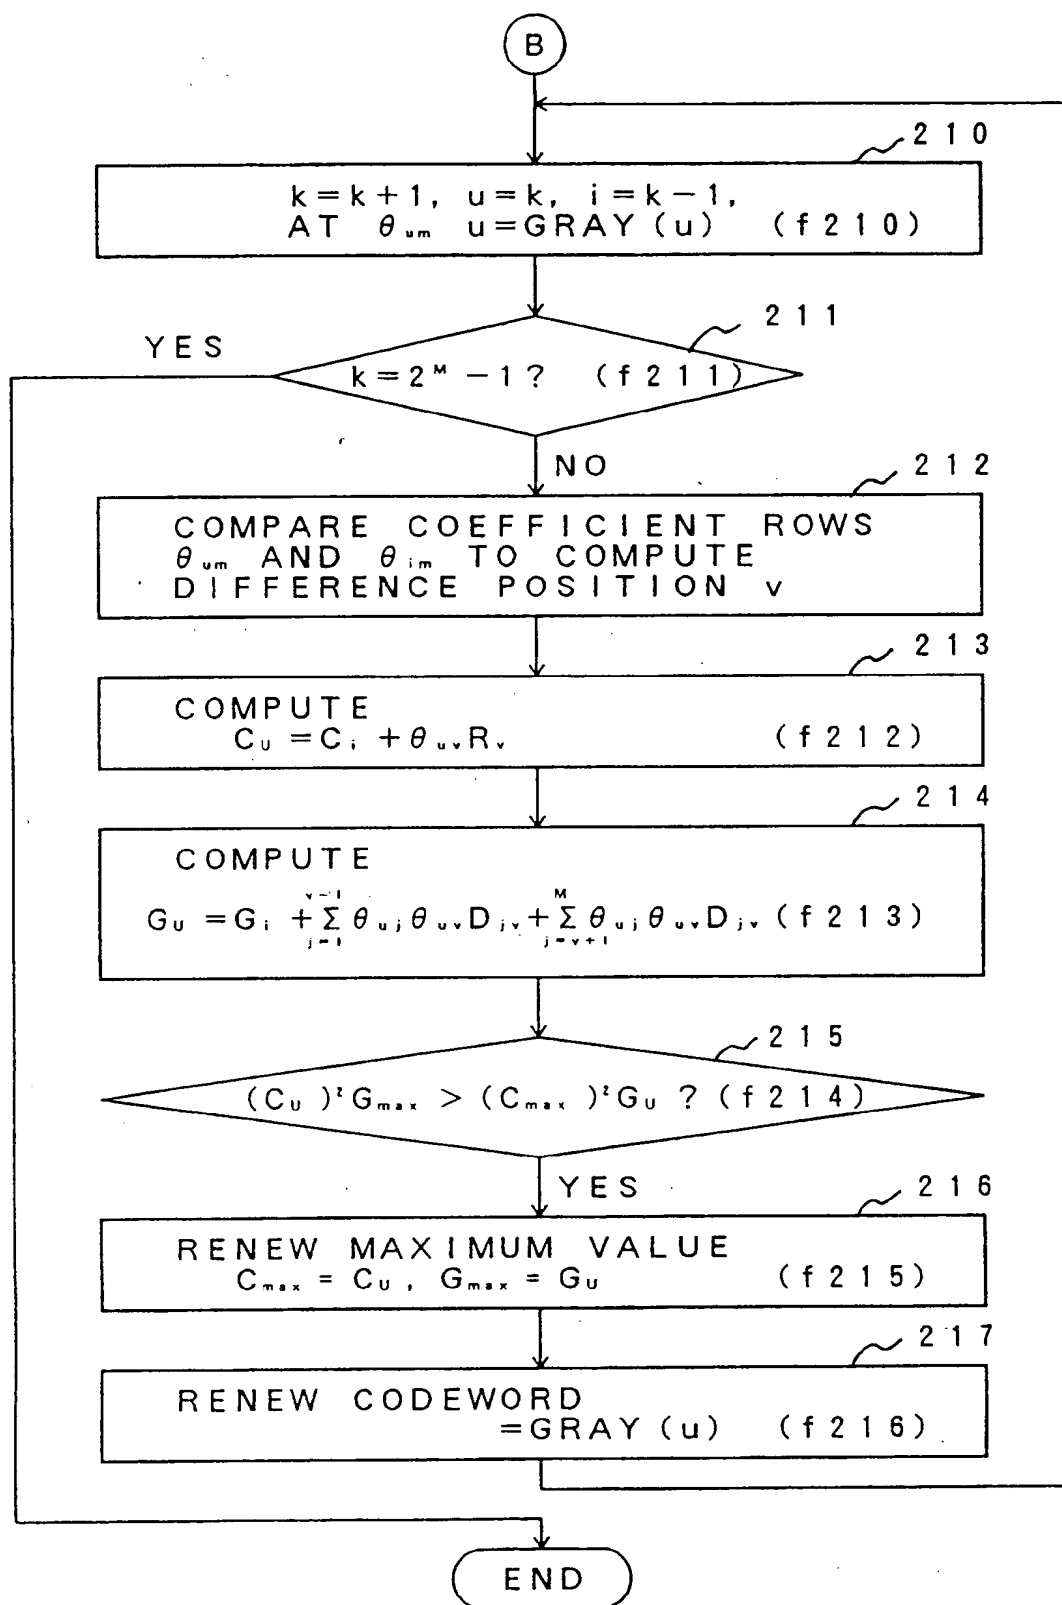 B
210
k=k+1, u=k, i=k-1,
AT θum u=GRAY(u) (f210)
211
YES
k=2^M-1? (f211)
NO
212
COMPARE COEFFICIENT ROWS
θum AND θim TO COMPUTE
DIFFERENCE POSITION v
213
COMPUTE
Cu=Ci+θuvRv (f212)
214
COMPUTE
Gu=Gi+Σ_{j=1}^{v-1}θujθuvDjv+Σ_{j=v+1}^{M}θujθuvDjv (f213)
215
(Cu)²Gmax>(Cmax)²Gu? (f214)
YES
216
RENEW MAXIMUM VALUE
Cmax=Cu, Gmax=Gu (f215)
217
RENEW CODEWORD
=GRAY(u) (f216)
END